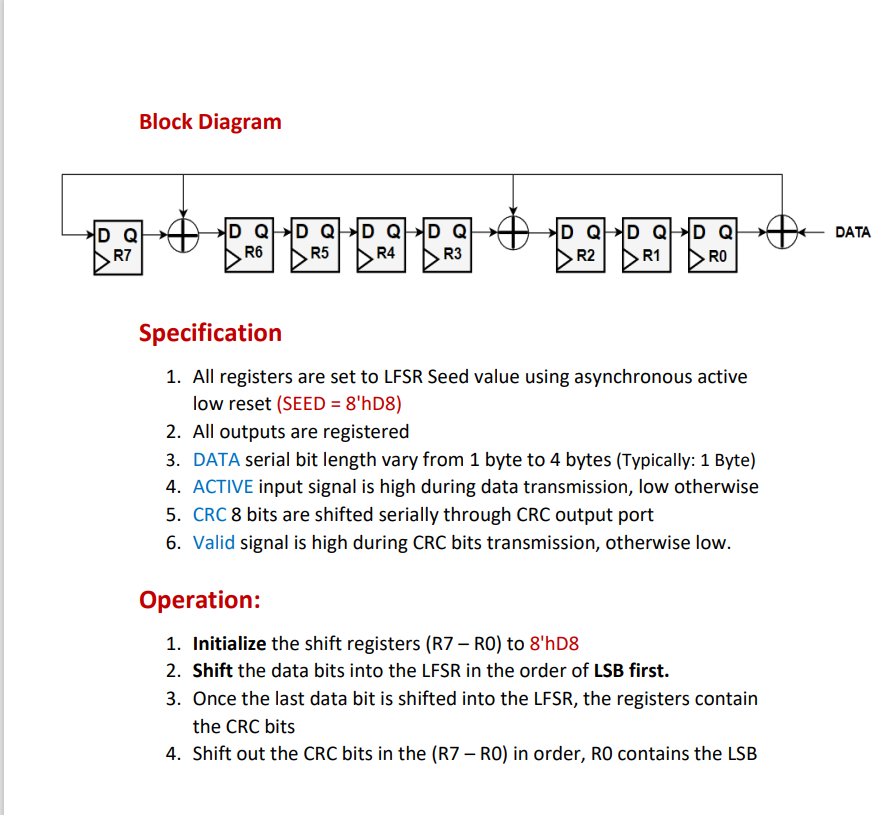 Block Diagram
D Q D Q D Q D Q D Q D Q D Q D Q DATA
R7 R6 R5 R4 R3 R2 R1 R0
Specification
1. All registers are set to LFSR Seed value using asynchronous active
low reset (SEED = 8'hD8)
2. All outputs are registered
3. DATA serial bit length vary from 1 byte to 4 bytes (Typically: 1 Byte)
4. ACTIVE input signal is high during data transmission, low otherwise
5. CRC 8 bits are shifted serially through CRC output port
6. Valid signal is high during CRC bits transmission, otherwise low.
Operation:
1. Initialize the shift registers (R7 – R0) to 8'hD8
2. Shift the data bits into the LFSR in the order of LSB first.
3. Once the last data bit is shifted into the LFSR, the registers contain
the CRC bits
4. Shift out the CRC bits in the (R7 – R0) in order, R0 contains the LSB